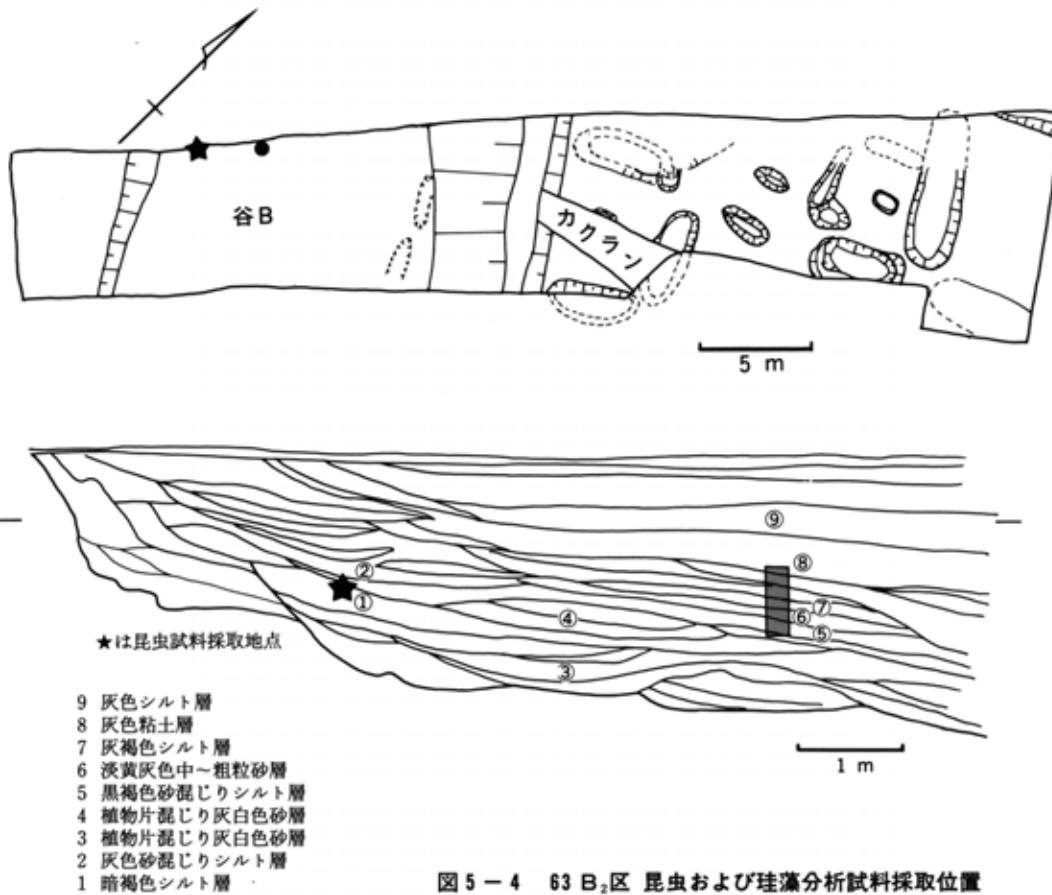 谷B
カクラン
5 m
⑨
⑧
②
①
⑦
⑥
④
⑤
③
★は昆虫試料採取地点
9 灰色シルト層
8 灰色粘土層
7 灰褐色シルト層
6 淡黄灰色中～粗粒砂層
5 黒褐色砂混じりシルト層
4 植物片混じり灰白色砂層
3 植物片混じり灰白色砂層
2 灰色砂混じりシルト層
1 暗褐色シルト層
1 m
図5－4 63 B₂区 昆虫および珪藻分析試料採取位置